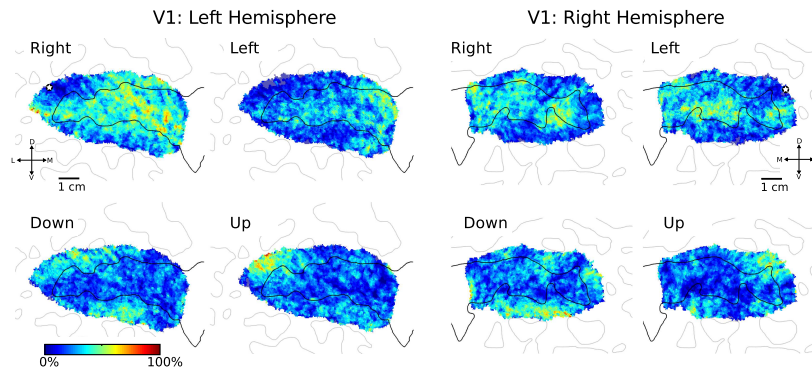 V1: Left Hemisphere
V1: Right Hemisphere
Right
Left
Right
Left
D
L M
V
1 cm
D
M
V
1 cm
Down
Up
Down
Up
0% 100%